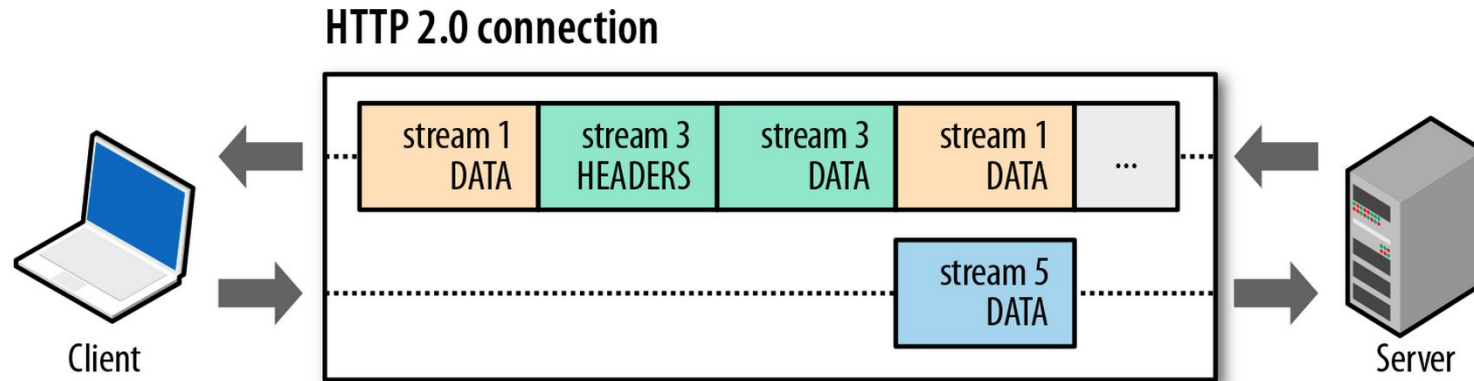 HTTP 2.0 connection
stream 1
DATA
stream 3
HEADERS
stream 3
DATA
stream 1
DATA
...
stream 5
DATA
Client
Server